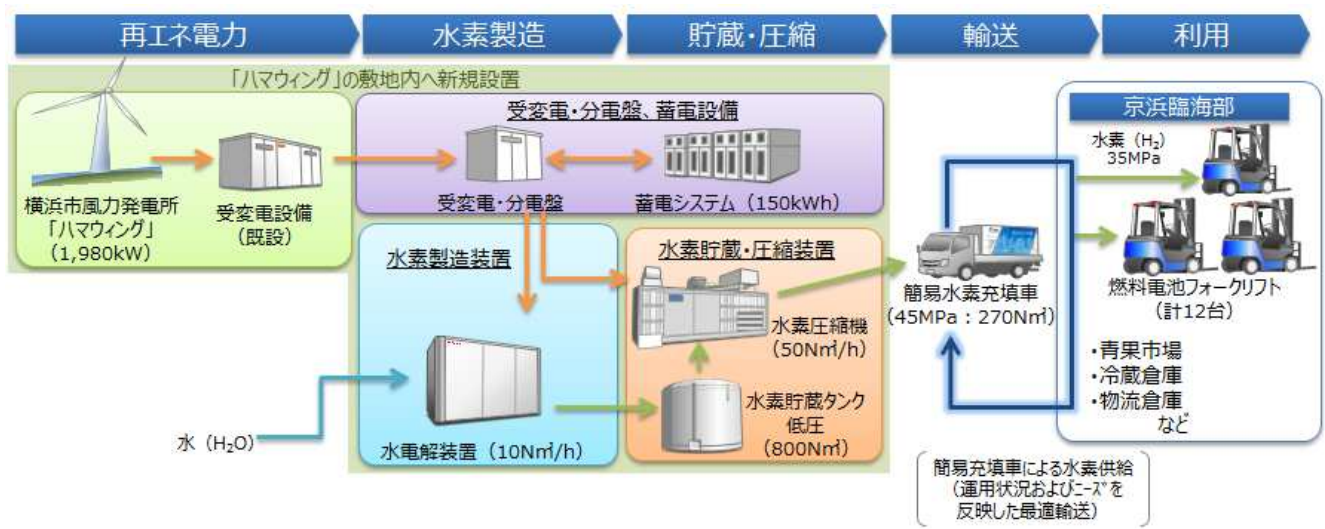 再エネ電力
水素製造
貯蔵・圧縮
輸送
利用
「ハマウィング」の敷地内へ新規設置
横浜市風力発電所
「ハマウィング」
(1,980kW)
受変電設備
(既設)
受変電・分電盤、蓄電設備
受変電・分電盤
蓄電システム(150kWh)
水素製造装置
水(H₂O)
水電解装置(10N㎥/h)
水素貯蔵・圧縮装置
水素圧縮機
(50N㎥/h)
水素貯蔵タンク
低圧
(800N㎥)
簡易水素充填車
(45MPa:270N㎥)
京浜臨海部
水素(H₂)
35MPa
燃料電池フォークリフト
(計12台)
・青果市場
・冷蔵倉庫
・物流倉庫
など
簡易充填車による水素供給
(運用状況およびニーズを
反映した最適輸送)